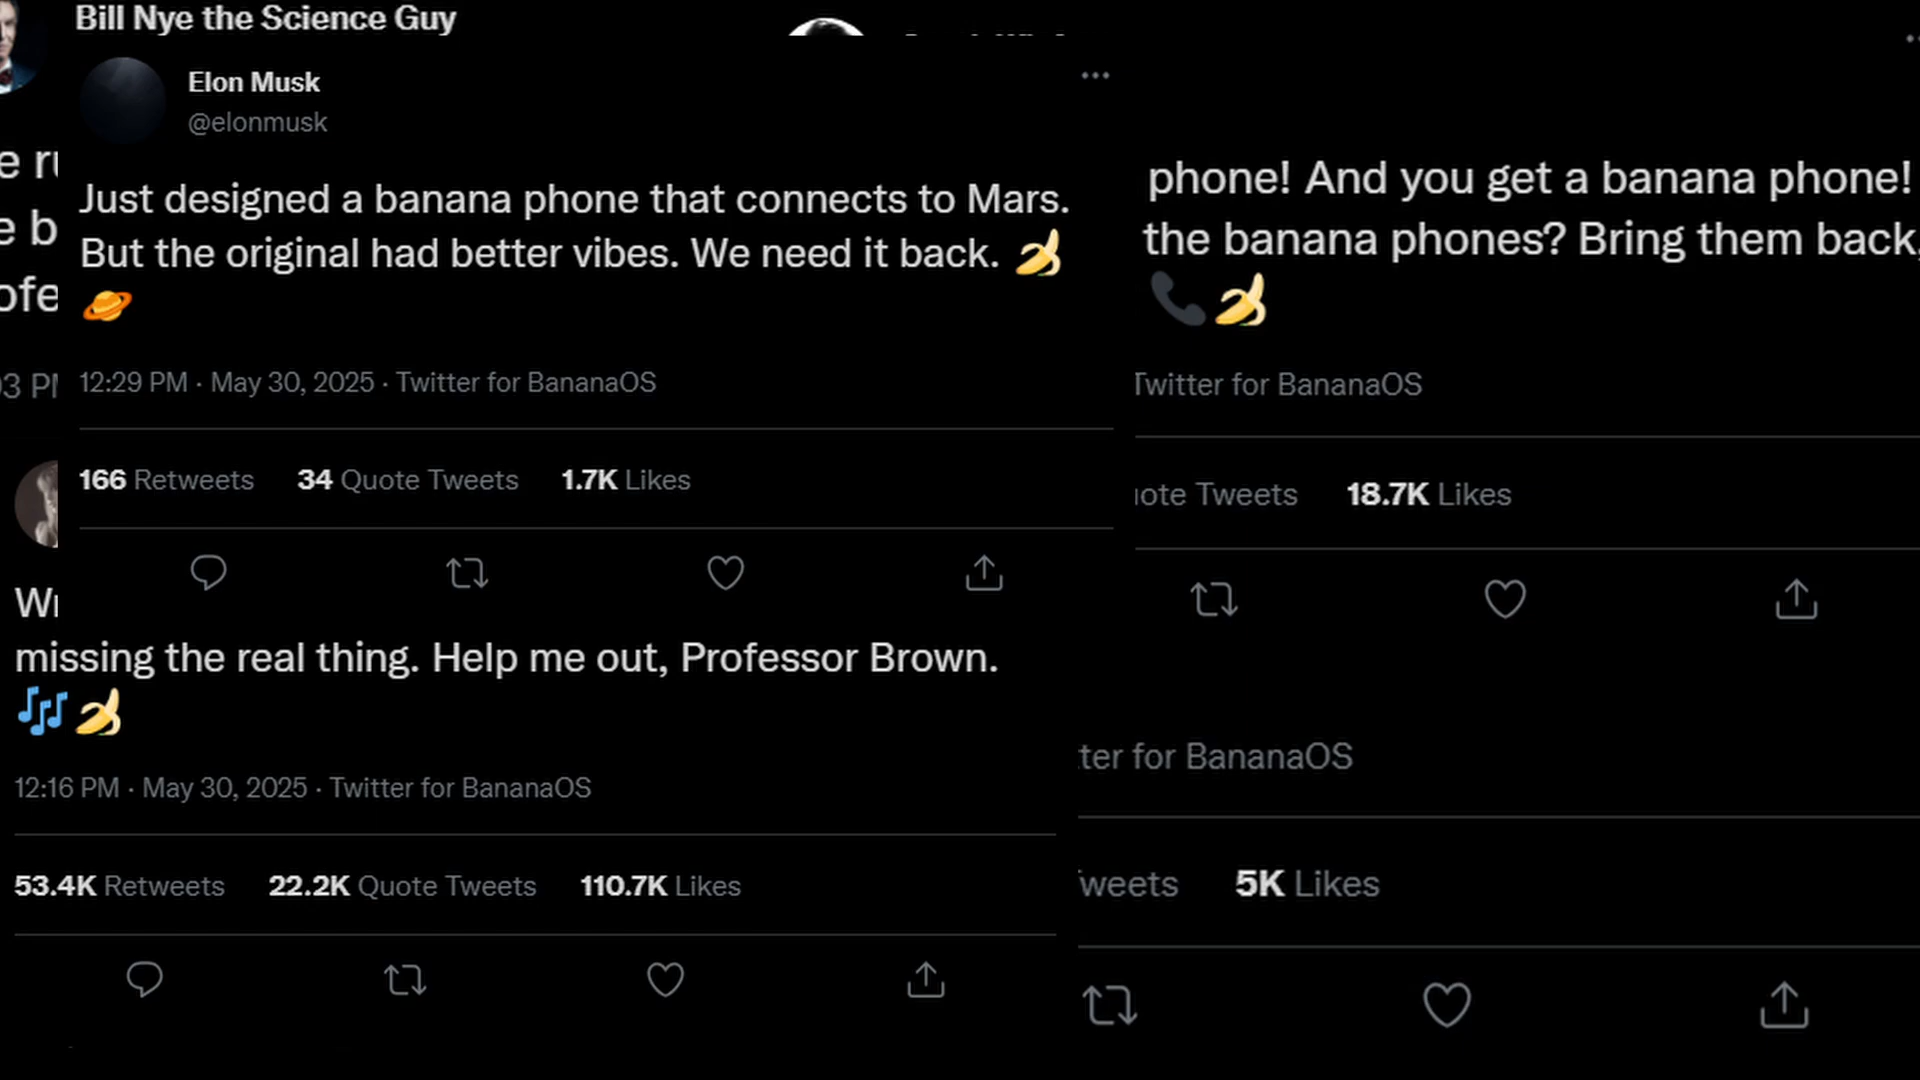 Bill Nye the Science Guy
Elon Musk
@elonmusk
Just designed a banana phone that connects to Mars.
But the original had better vibes. We need it back. 🍌
🪐
12:29 PM · May 30, 2025 · Twitter for BananaOS
166 Retweets 34 Quote Tweets 1.7K Likes
phone! And you get a banana phone!
the banana phones? Bring them back,
📞🍌
Twitter for BananaOS
Tweets 18.7K Likes
missing the real thing. Help me out, Professor Brown.
🎶🍌
12:16 PM · May 30, 2025 · Twitter for BananaOS
53.4K Retweets 22.2K Quote Tweets 110.7K Likes
for BananaOS
Tweets 5K Likes